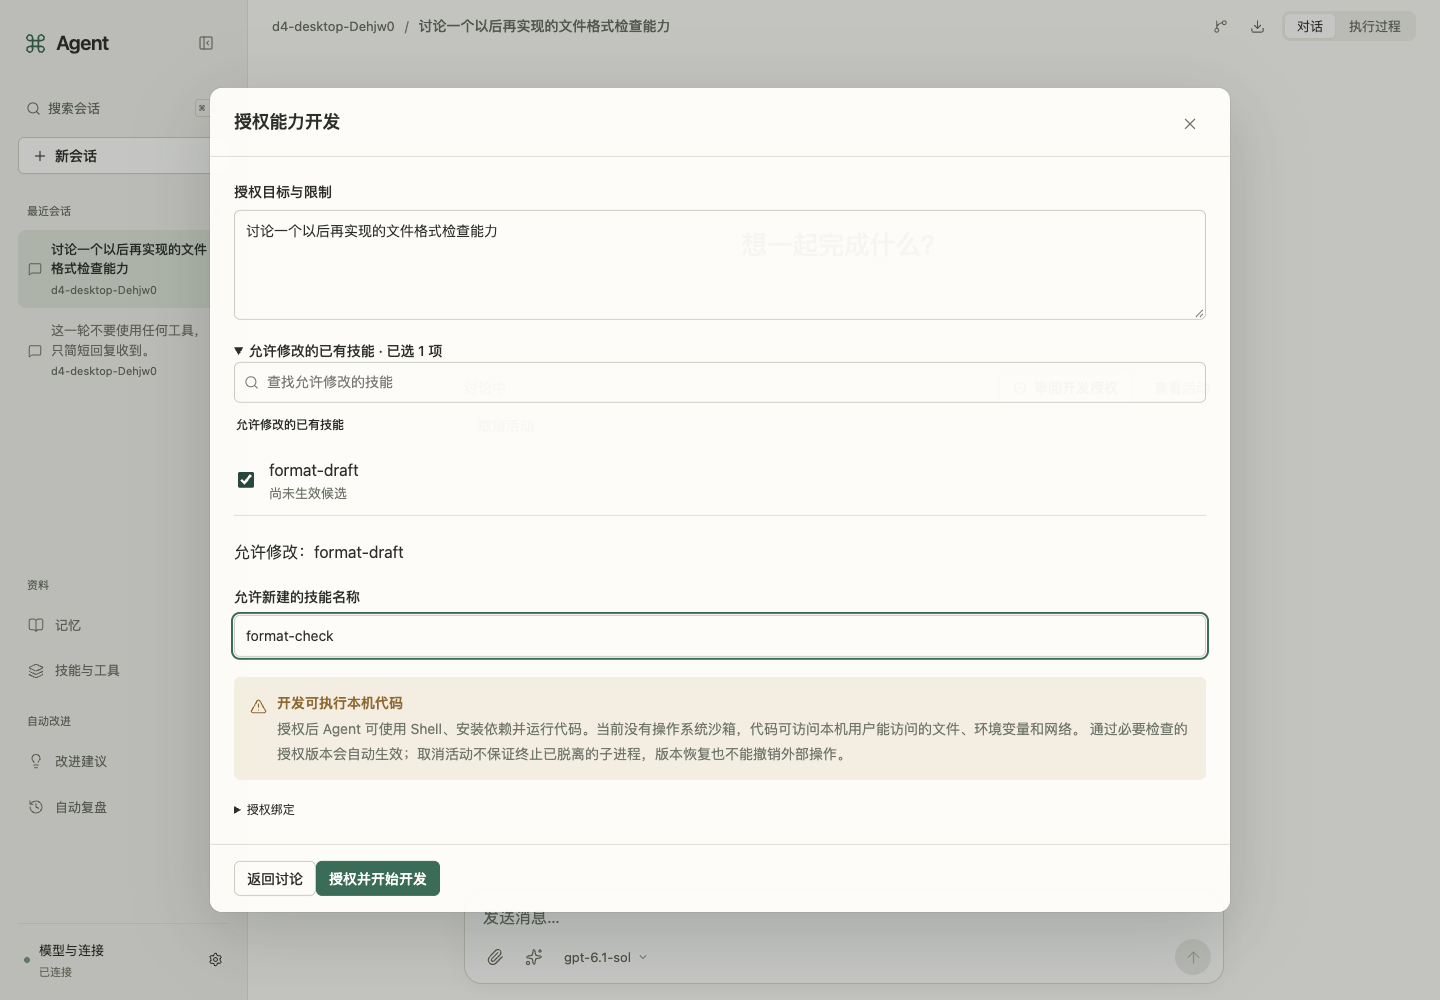 Agent
d4-desktop-Dehjw0 / 讨论一个以后再实现的文件格式检查能力
对话
执行过程
搜索会话
⌘
新会话
最近会话
讨论一个以后再实现的文件
格式检查能力
d4-desktop-Dehjw0
这一轮不要使用任何工具，
只简短回复收到。
d4-desktop-Dehjw0
资料
记忆
技能与工具
自动改进
改进建议
自动复盘
模型与连接
已连接
授权能力开发
授权目标与限制
讨论一个以后再实现的文件格式检查能力
想一起完成什么？
允许修改的已有技能 · 已选 1 项
查找允许修改的技能
讨论中
允许修改的已有技能
取消活动
format-draft
尚未生效候选
允许修改：format-draft
允许新建的技能名称
format-check
开发可执行本机代码
授权后 Agent 可使用 Shell、安装依赖并运行代码。当前没有操作系统沙箱，代码可访问本机用户能访问的文件、环境变量和网络。 通过必要检查的
授权版本会自动生效；取消活动不保证终止已脱离的子进程，版本恢复也不能撤销外部操作。
授权绑定
返回讨论
授权并开始开发
发送消息...
gpt-6.1-sol